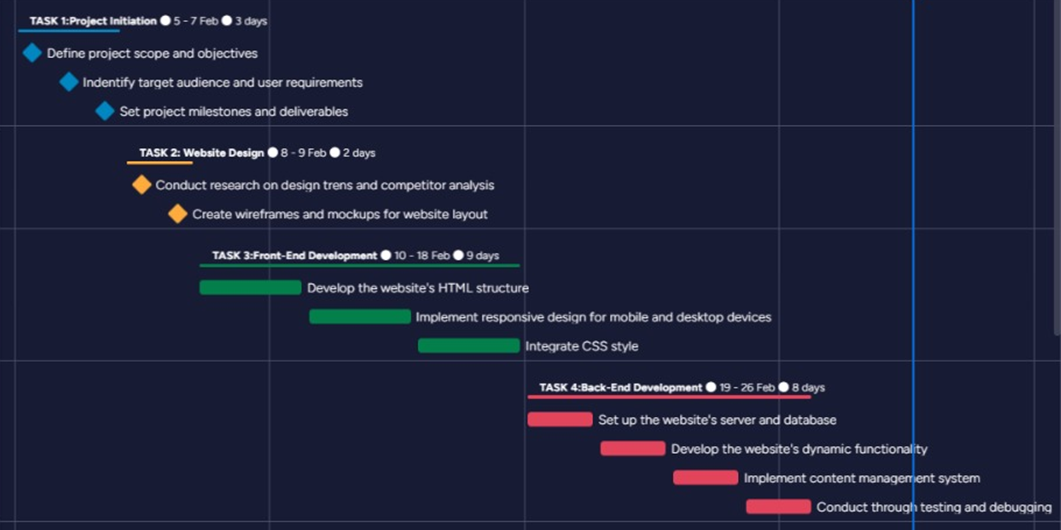 TASK 1:Project Initiation ● 5 - 7 Feb ● 3 days
Define project scope and objectives
Indentify target audience and user requirements
Set project milestones and deliverables
TASK 2: Website Design ● 8 - 9 Feb ● 2 days
Conduct research on design trens and competitor analysis
Create wireframes and mockups for website layout
TASK 3:Front-End Development ● 10 - 18 Feb ● 9 days
Develop the website's HTML structure
Implement responsive design for mobile and desktop devices
Integrate CSS style
TASK 4:Back-End Development ● 19 - 26 Feb ● 8 days
Set up the website's server and database
Develop the website's dynamic functionality
Implement content management system
Conduct through testing and debugging